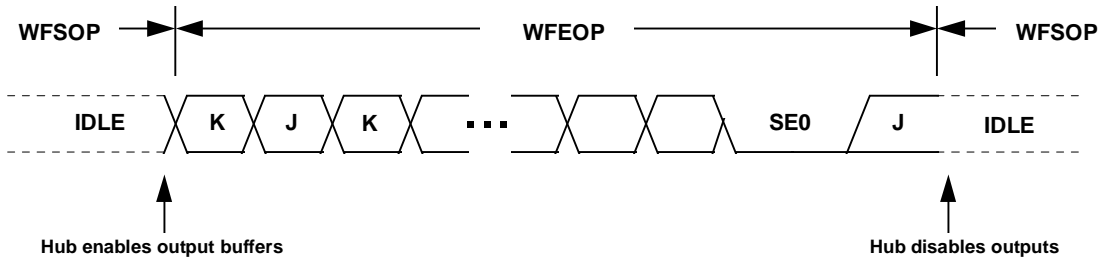 WFSOP WFEOP WFSOP
IDLE K J K ... SE0 J IDLE
Hub enables output buffers Hub disables outputs